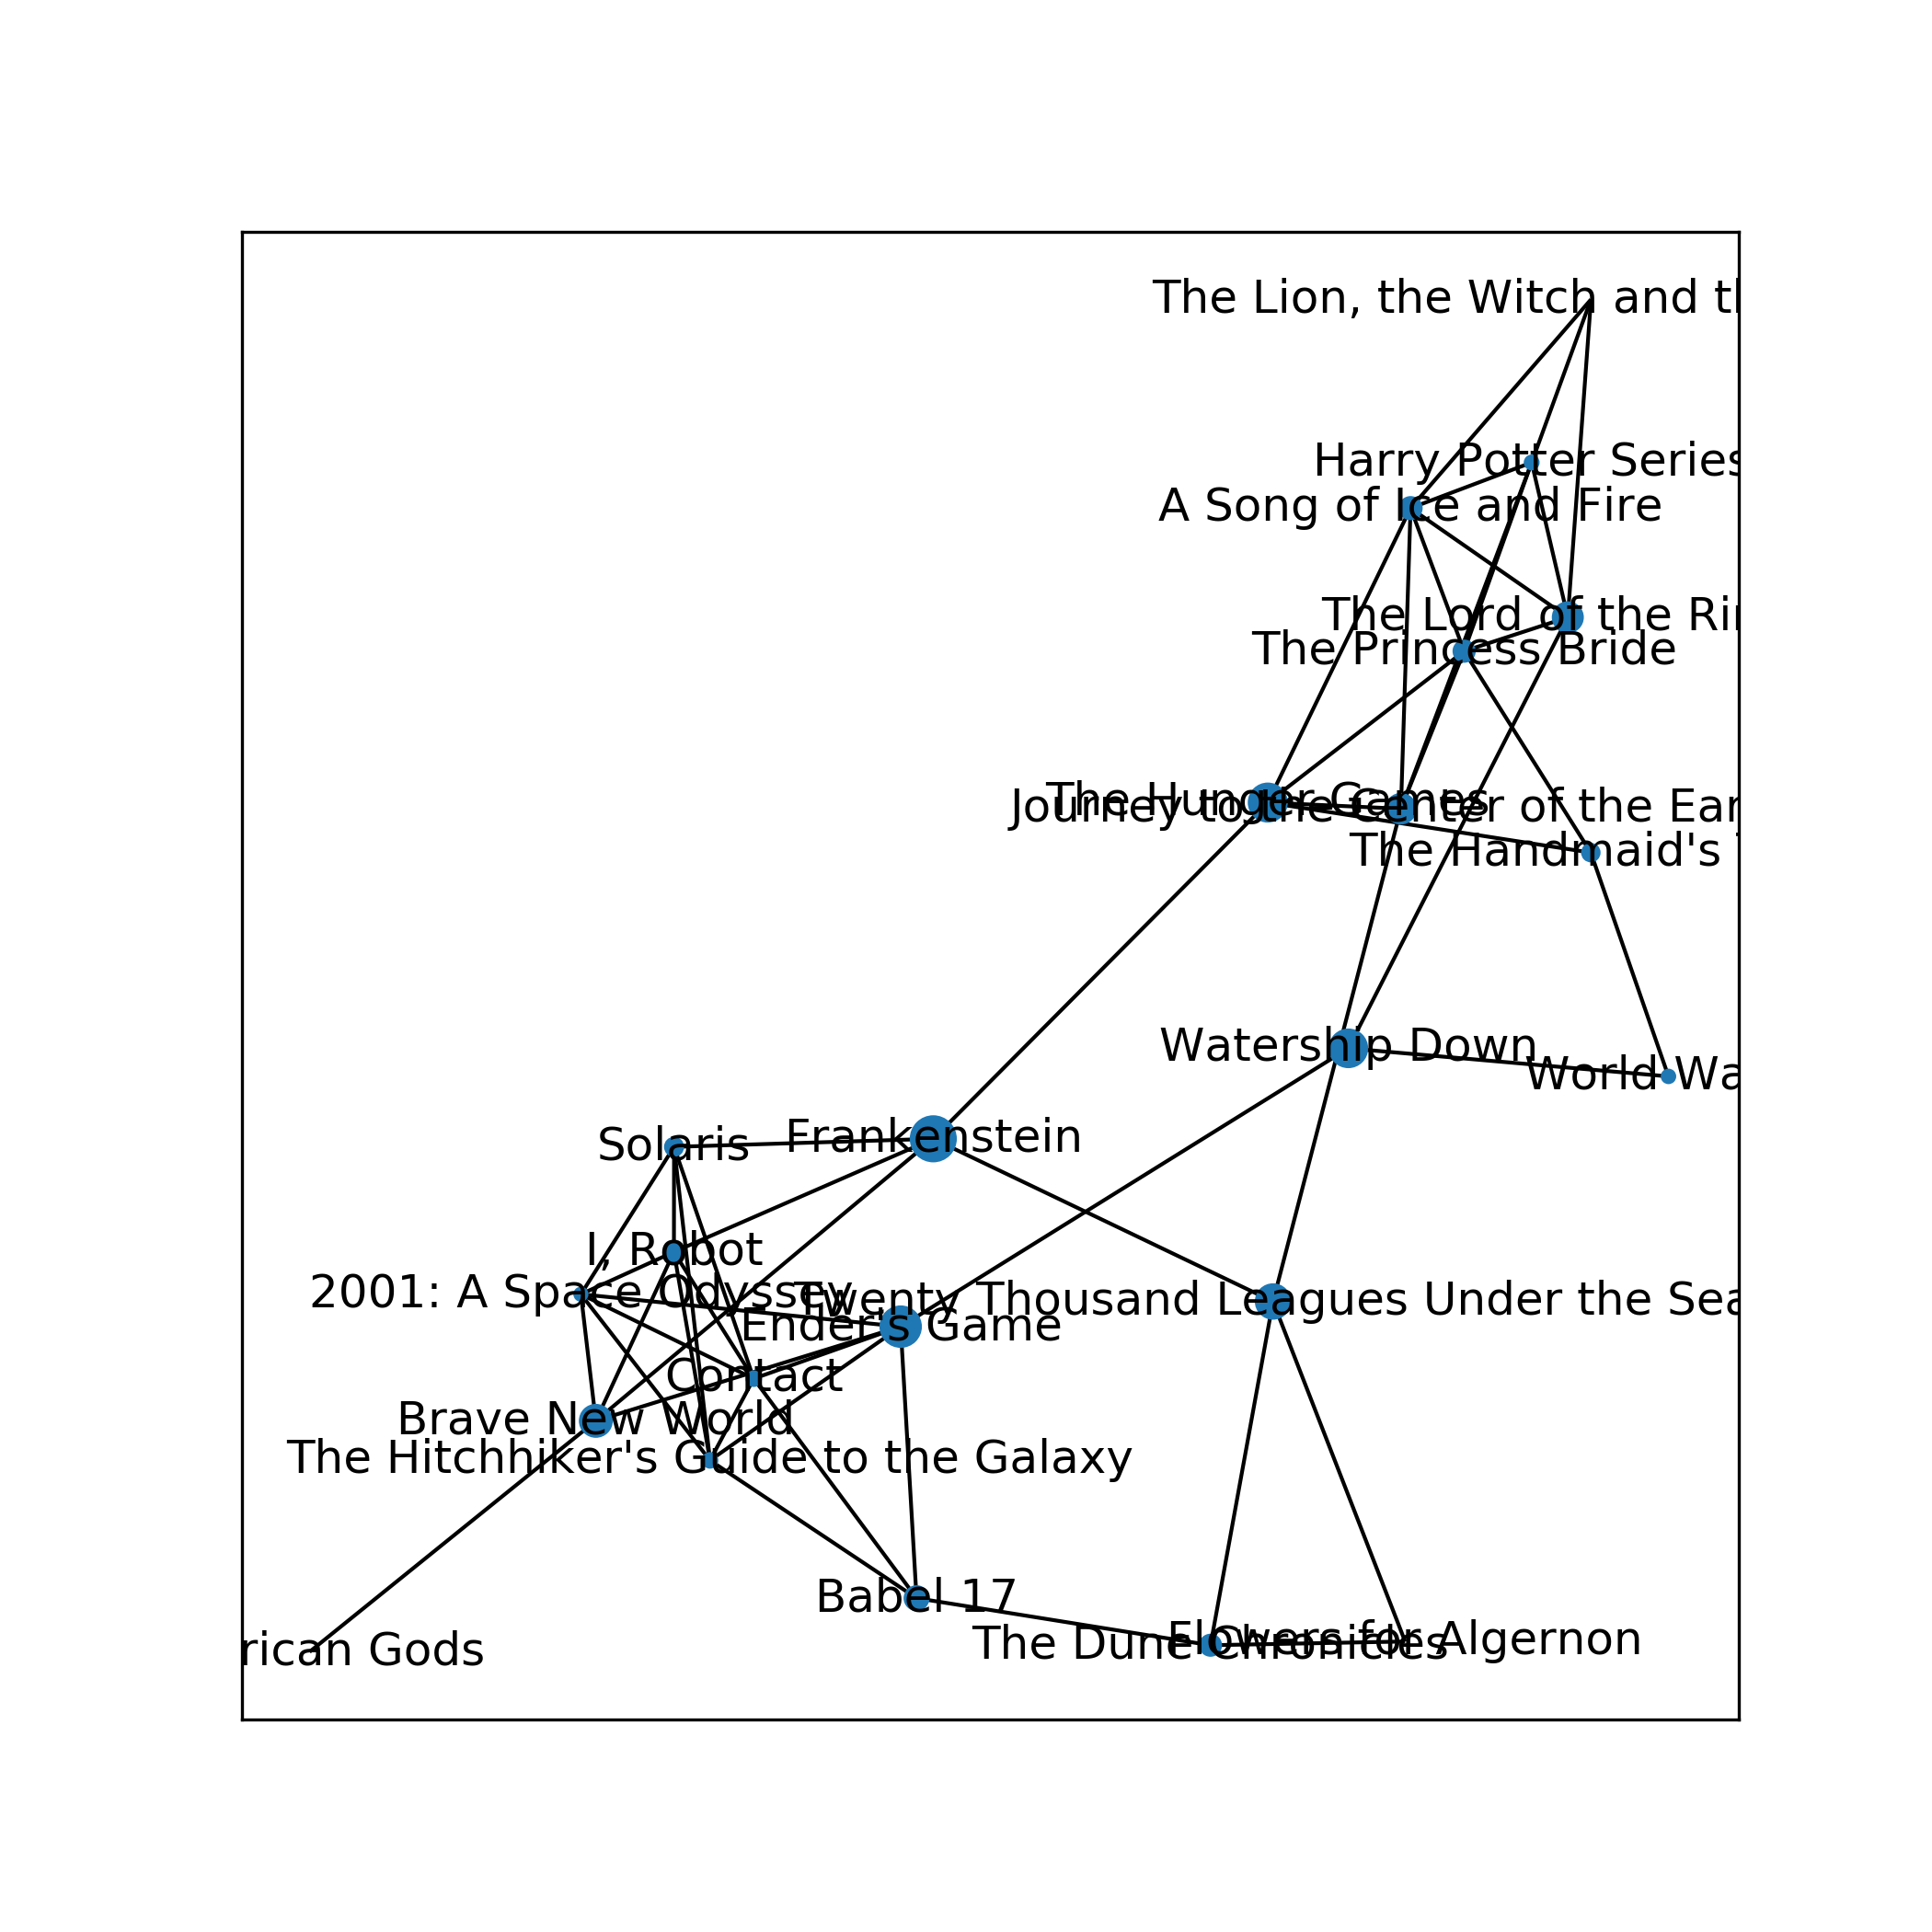 The Lion, the Witch and th
Harry Potter Series
A Song of Ice and Fire
The Lord of the Rin
The Princess Bride
The Hunger Games
Journey to the Center of the Ear
The Handmaid's
Watership Down
World Wa
Frankenstein
Solaris
I, Robot
2001: A Space Odyssey
Twenty Thousand Leagues Under the Sea
Ender's Game
Contact
Brave New World
The Hitchhiker's Guide to the Galaxy
Babel 17
Flowers for Algernon
The Dune Chronicles
rican Gods